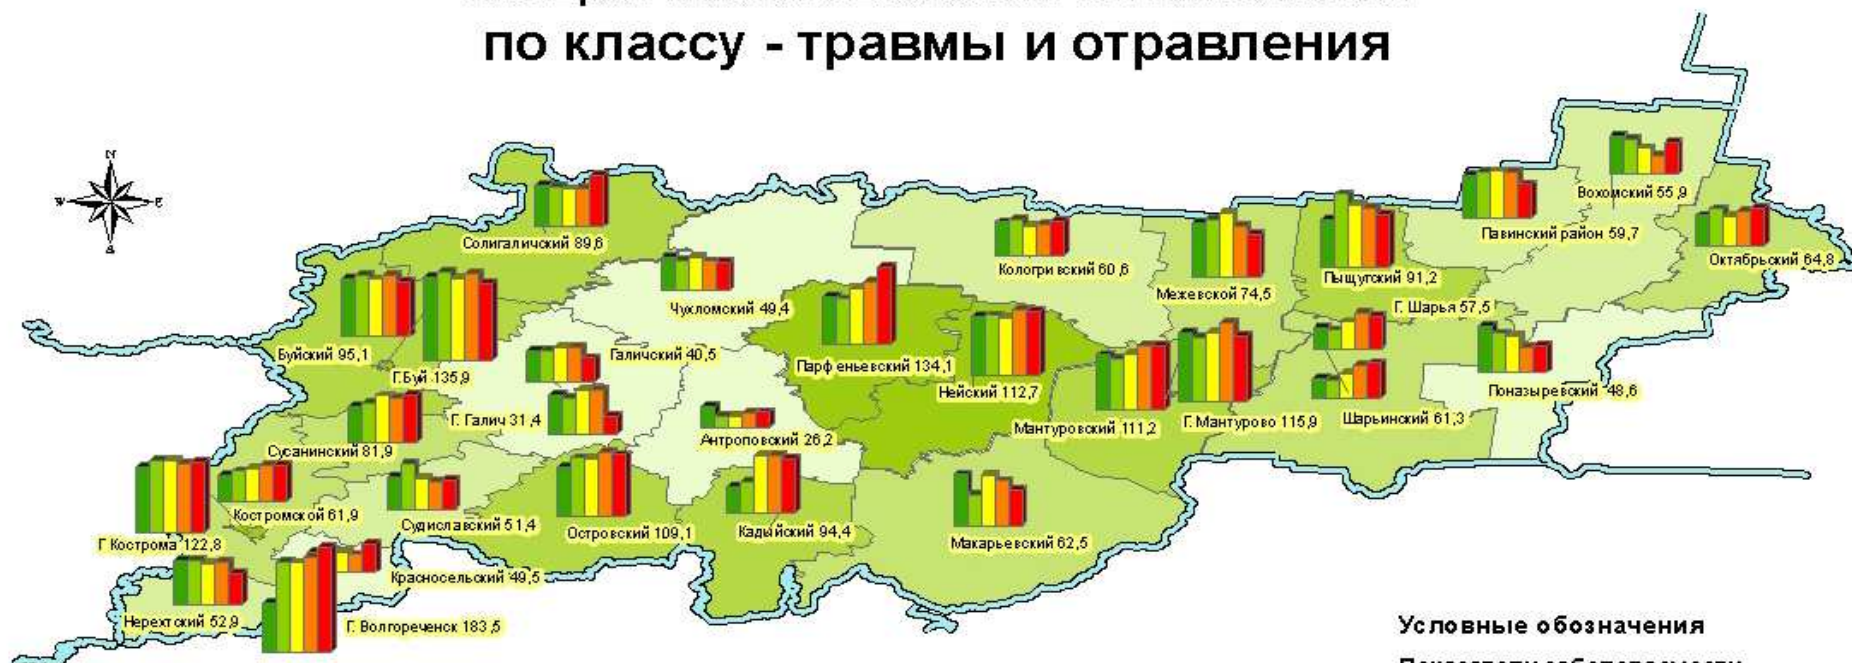 по классу - травмы и отравления
N
W
E
Вохомский 55,9
Солигаличский 89,6
Павинский район 59,7
Кологривский 60,6
Октябрьский 64,8
Пыщугский 91,2
Межевской 74,5
Чухломский 49,4
Г. Шарья 57,5
Буйский 95,1
Галичский 40,5
Парфеньевский 134,1
Г.Буй 135,9
Нейский 112,7
Поназыревский 48,6
Г. Галич 31,4
Шарьинский 61,3
Мантуровский 111,2
Г. Мантурово 115,9
Антроповский 26,2
Сусанинский 81,9
Костромской 61,9
Судиславский 51,4
Островский 109,1
Кадыйский 94,4
Г Кострома 122,8
Макарьевский 62,5
Красносельский 49,5
Нерехтский 52,9
Г. Волгореченск 183,5
Условные обозначения